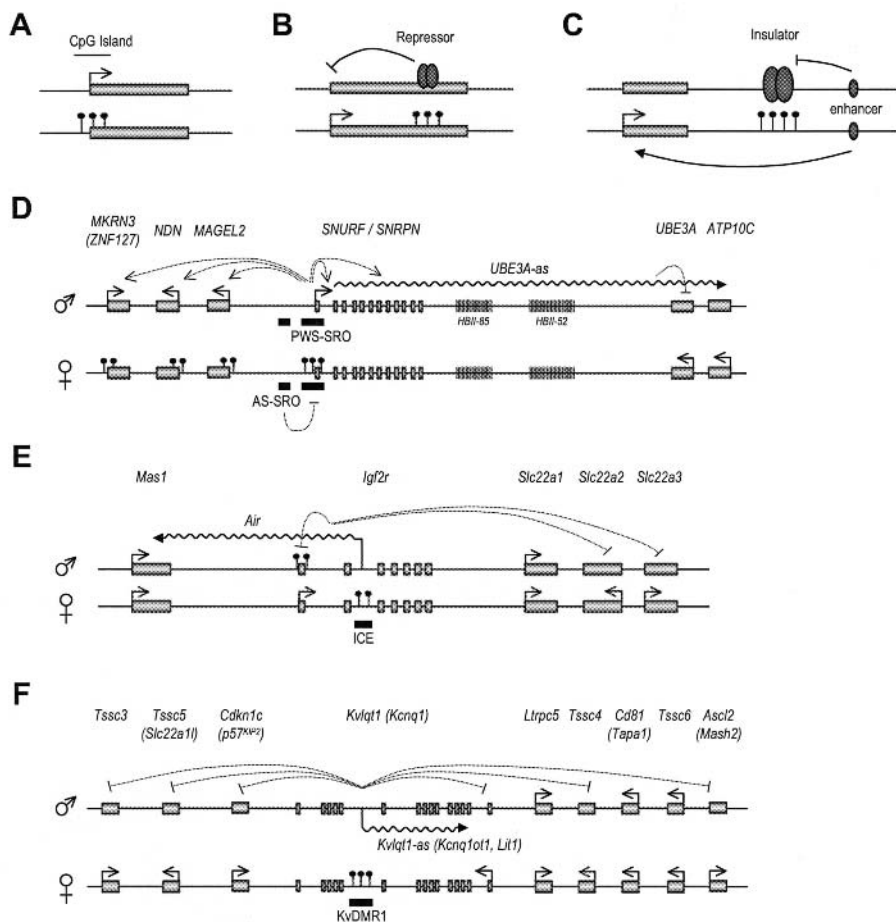 A
CpG Island
B
Repressor
C
Insulator
enhancer
D
MKRN3
(ZNF127)
NDN
MAGEL2
SNURF / SNRPN
UBE3A
ATP10C
UBE3A-as
♂
HBII-85
HBII-52
PWS-SRO
♀
AS-SRO
E
Mas1
Igf2r
Slc22a1
Slc22a2
Slc22a3
Air
♂
♀
ICE
F
Tssc3
Tssc5
(Slc22a1l)
Cdkn1c
(p57KIP2)
Kvlqt1 (Kcnq1)
Ltrpc5
Tssc4
Cd81
(Tapa1)
Tssc6
Ascl2
(Mash2)
♂
Kvlqt1-as (Kcnq1ot1, Lit1)
♀
KvDMR1